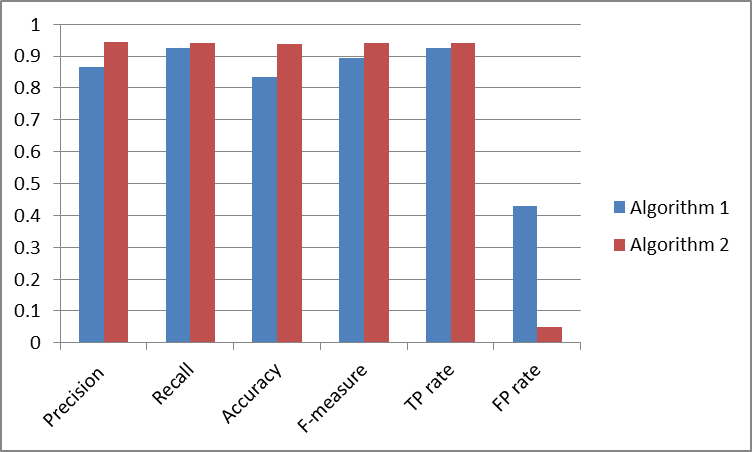 1
0.9
0.8
0.7
0.6
0.5
0.4
0.3
0.2
0.1
0
Precision
Recall
Accuracy
F-measure
TP rate
FP rate
Algorithm 1
Algorithm 2